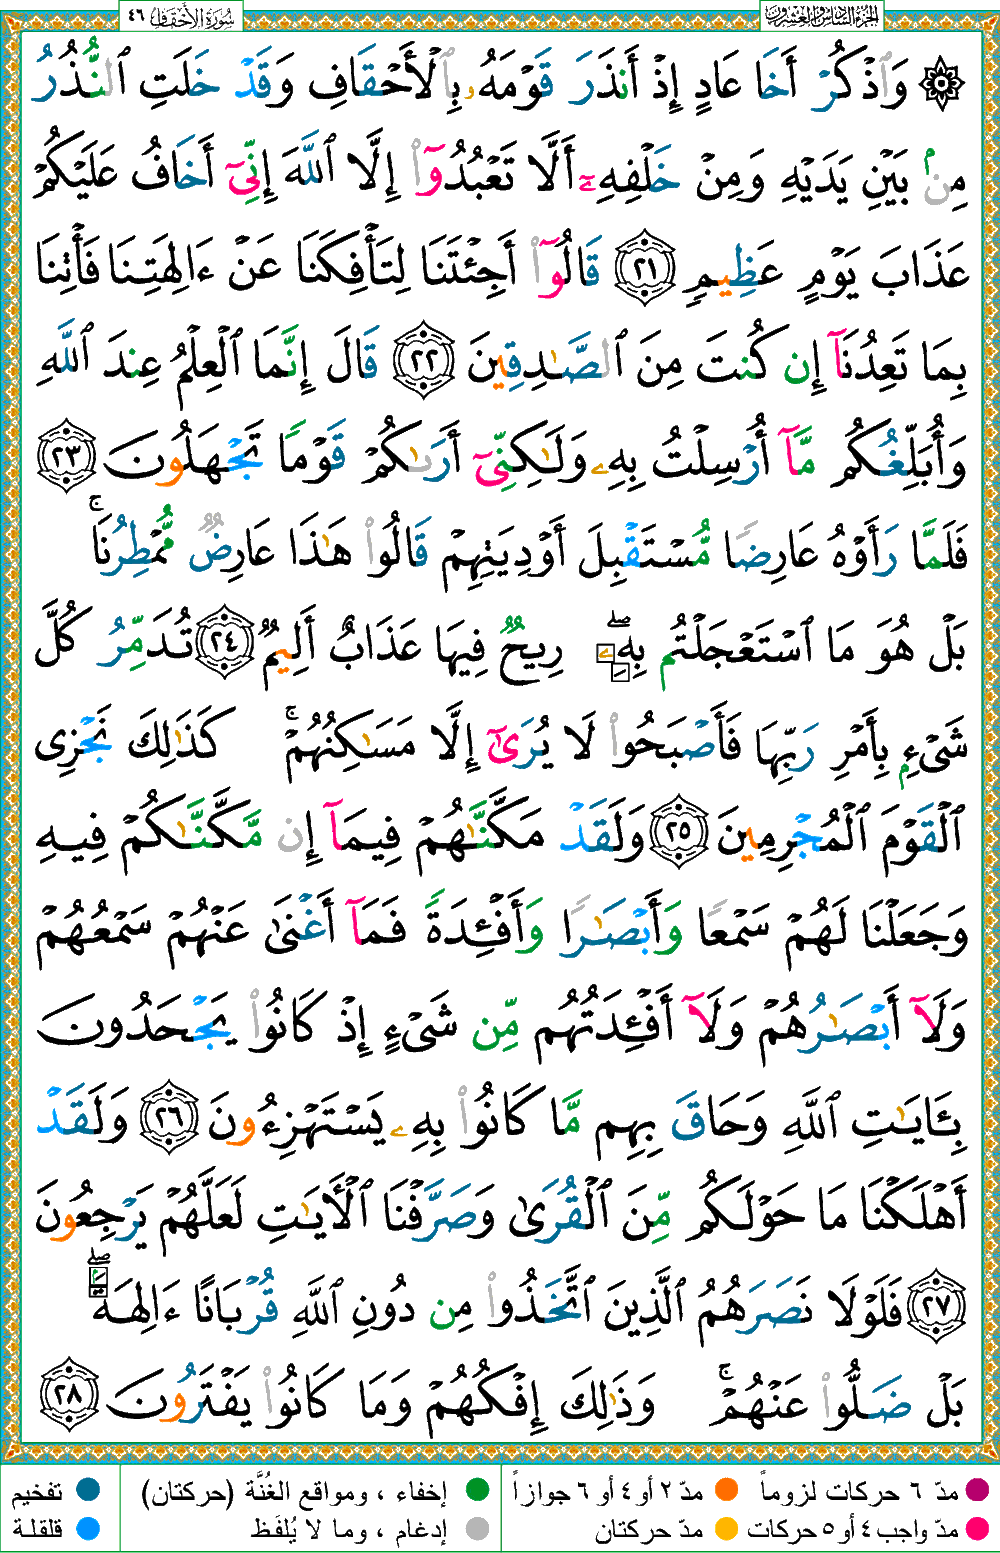 سُورَةُ الأَحْقَاف ٤٦
الجزء السادس والعشرون
۞ وَٱذْكُرْ أَخَا عَادٍ إِذْ أَنذَرَ قَوْمَهُۥ بِٱلْأَحْقَافِ وَقَدْ خَلَتِ ٱلنُّذُرُ
مِنۢ بَيْنِ يَدَيْهِ وَمِنْ خَلْفِهِۦٓ أَلَّا تَعْبُدُوٓا۟ إِلَّا ٱللَّهَ إِنِّىٓ أَخَافُ عَلَيْكُمْ
عَذَابَ يَوْمٍ عَظِيمٍ ٢١ قَالُوٓا۟ أَجِئْتَنَا لِتَأْفِكَنَا عَنْ ءَالِهَتِنَا فَأْتِنَا
بِمَا تَعِدُنَآ إِن كُنتَ مِنَ ٱلصَّـٰدِقِينَ ٢٢ قَالَ إِنَّمَا ٱلْعِلْمُ عِندَ ٱللَّهِ
وَأُبَلِّغُكُم مَّآ أُرْسِلْتُ بِهِۦ وَلَـٰكِنِّىٓ أَرَىٰكُمْ قَوْمًا تَجْهَلُونَ ٢٣
فَلَمَّا رَأَوْهُ عَارِضًا مُّسْتَقْبِلَ أَوْدِيَتِهِمْ قَالُوا۟ هَـٰذَا عَارِضٌ مُّمْطِرُنَا ۚ
بَلْ هُوَ مَا ٱسْتَعْجَلْتُم بِهِۦ ۖ رِيحٌ فِيهَا عَذَابٌ أَلِيمٌ ٢٤ تُدَمِّرُ كُلَّ
شَىْءٍۭ بِأَمْرِ رَبِّهَا فَأَصْبَحُوا۟ لَا يُرَىٰٓ إِلَّا مَسَـٰكِنُهُمْ ۚ كَذَٰلِكَ نَجْزِى
ٱلْقَوْمَ ٱلْمُجْرِمِينَ ٢٥ وَلَقَدْ مَكَّنَّـٰهُمْ فِيمَآ إِن مَّكَّنَّـٰكُمْ فِيهِ
وَجَعَلْنَا لَهُمْ سَمْعًا وَأَبْصَـٰرًا وَأَفْـِٔدَةً فَمَآ أَغْنَىٰ عَنْهُمْ سَمْعُهُمْ
وَلَآ أَبْصَـٰرُهُمْ وَلَآ أَفْـِٔدَتُهُم مِّن شَىْءٍ إِذْ كَانُوا۟ يَجْحَدُونَ
بِـَٔايَـٰتِ ٱللَّهِ وَحَاقَ بِهِم مَّا كَانُوا۟ بِهِۦ يَسْتَهْزِءُونَ ٢٦ وَلَقَدْ
أَهْلَكْنَا مَا حَوْلَكُم مِّنَ ٱلْقُرَىٰ وَصَرَّفْنَا ٱلْـَٔايَـٰتِ لَعَلَّهُمْ يَرْجِعُونَ
٢٧ فَلَوْلَا نَصَرَهُمُ ٱلَّذِينَ ٱتَّخَذُوا۟ مِن دُونِ ٱللَّهِ قُرْبَانًا ءَالِهَةًۢ ۖ
بَلْ ضَلُّوا۟ عَنْهُمْ ۚ وَذَٰلِكَ إِفْكُهُمْ وَمَا كَانُوا۟ يَفْتَرُونَ ٢٨
مدّ ٦ حركات لزوماً مدّ ٢ أو ٤ أو ٦ جوازاً إخفاء ، ومواقع الغُنَّة (حركتان) تفخيم
مدّ واجب ٤ أو ٥ حركات مدّ حركتان إدغام ، وما لا يُلفَظ قلقلة